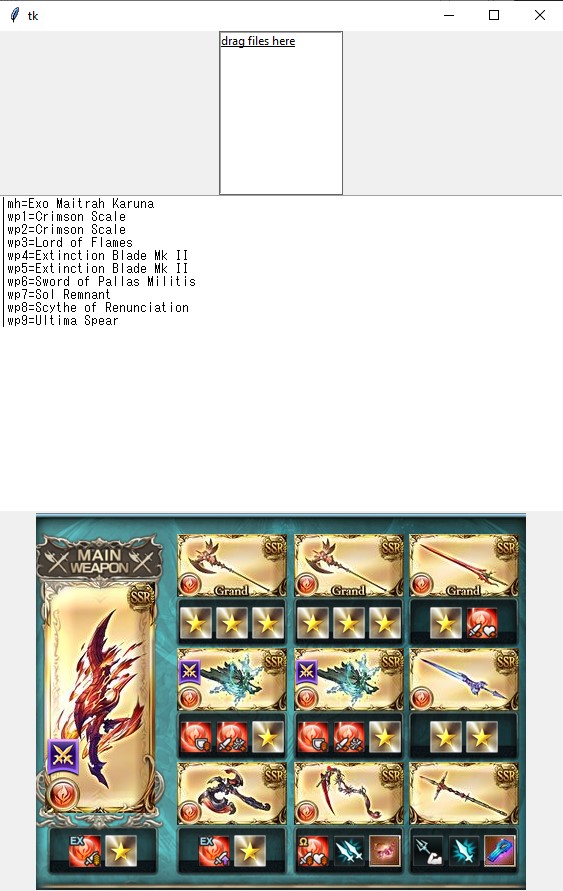 tk
drag files here
mh=Exo Maitrah Karuna
wp1=Crimson Scale
wp2=Crimson Scale
wp3=Lord of Flames
wp4=Extinction Blade Mk II
wp5=Extinction Blade Mk II
wp6=Sword of Pallas Militis
wp7=Sol Remnant
wp8=Scythe of Renunciation
wp9=Ultima Spear
MAIN
WEAPON
SSR
SSR
SSR
SSR
Grand
Grand
Grand
SSR
SSR
SSR
SSR
SSR
SSR
EX
EX
Ω